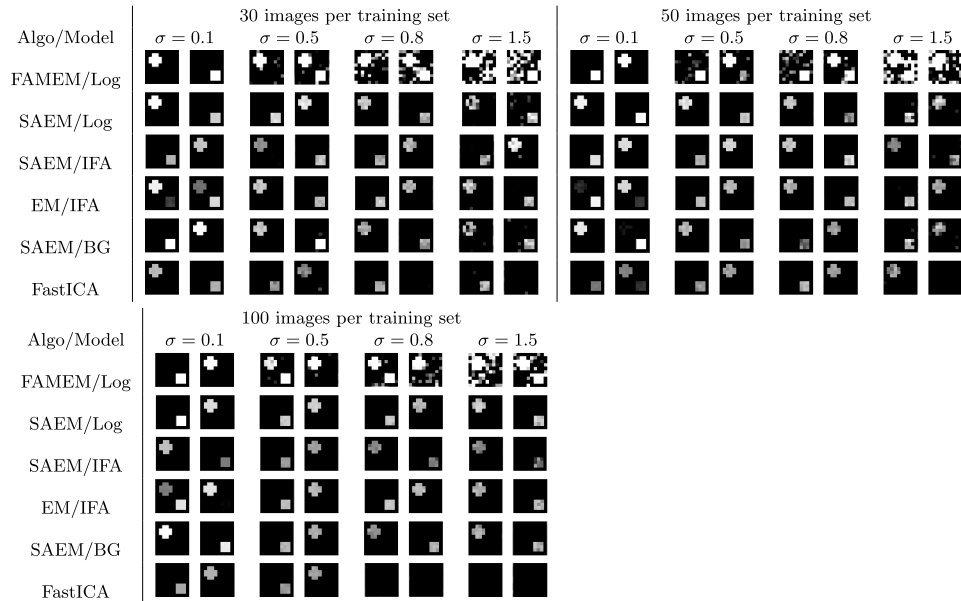 30 images per training set
50 images per training set
Algo/Model σ = 0.1 σ = 0.5 σ = 0.8 σ = 1.5 σ = 0.1 σ = 0.5 σ = 0.8 σ = 1.5
FAMEM/Log
SAEM/Log
SAEM/IFA
EM/IFA
SAEM/BG
FastICA
100 images per training set
Algo/Model σ = 0.1 σ = 0.5 σ = 0.8 σ = 1.5
FAMEM/Log
SAEM/Log
SAEM/IFA
EM/IFA
SAEM/BG
FastICA